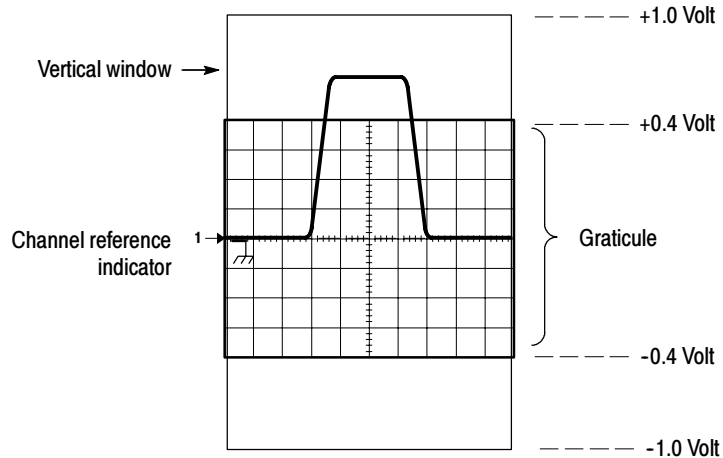 +1.0 Volt
Vertical window
+0.4 Volt
Channel reference
indicator
1
Graticule
-0.4 Volt
-1.0 Volt